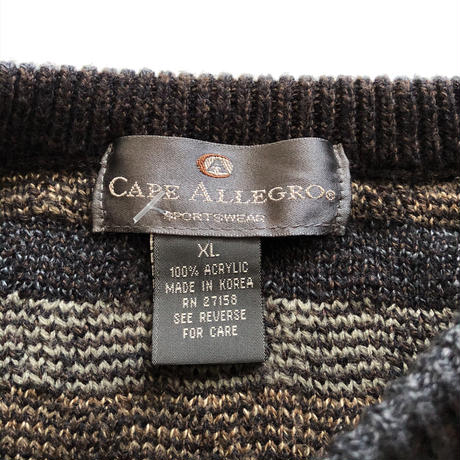 CAPE ALLEGRO®
SPORTSWEAR
XL
100% ACRYLIC
MADE IN KOREA
RN 27158
SEE REVERSE
FOR CARE